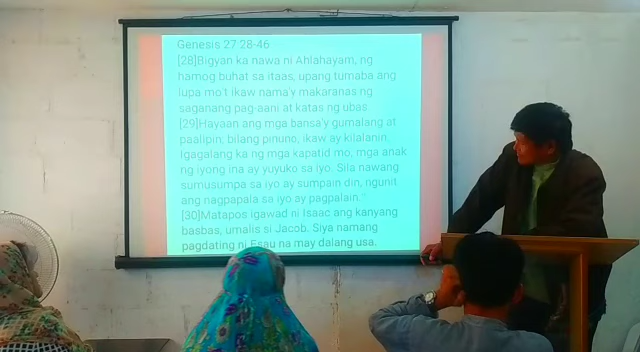 Genesis 27 28-46
[28]Bigyan ka nawa ni Ahlahayam, ng
hamog buhat sa itaas, upang tumaba ang
lupa mo't ikaw nama'y makaranas ng
saganang pag-aani at katas ng ubas
[29]Hayaan ang mga bansa'y gumalang at
paalipin, bilang pinuno, ikaw ay kilalanin
Igagalang ka ng mga kapatid mo, mga anak
ng iyong ina ay yuyuko sa iyo. Sila nawang
sumusumpa sa iyo ay sumpain din, ngunit
ang nagpapala sa iyo ay pagpalain."
[30]Matapos igawad ni Isaac ang kanyang
basbas, umalis si Jacob. Siya namang
pagdating ni Esau na may dalang usa.